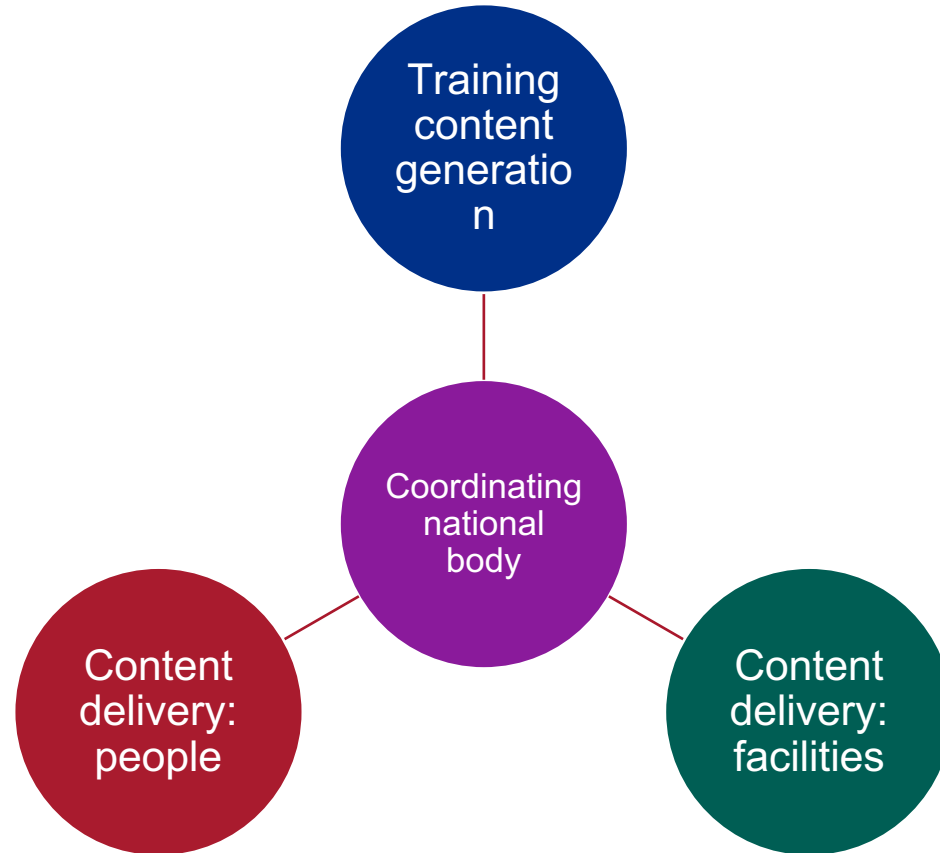 Training
content
generatio
n
Coordinating
national
body
Content
delivery:
people
Content
delivery:
facilities